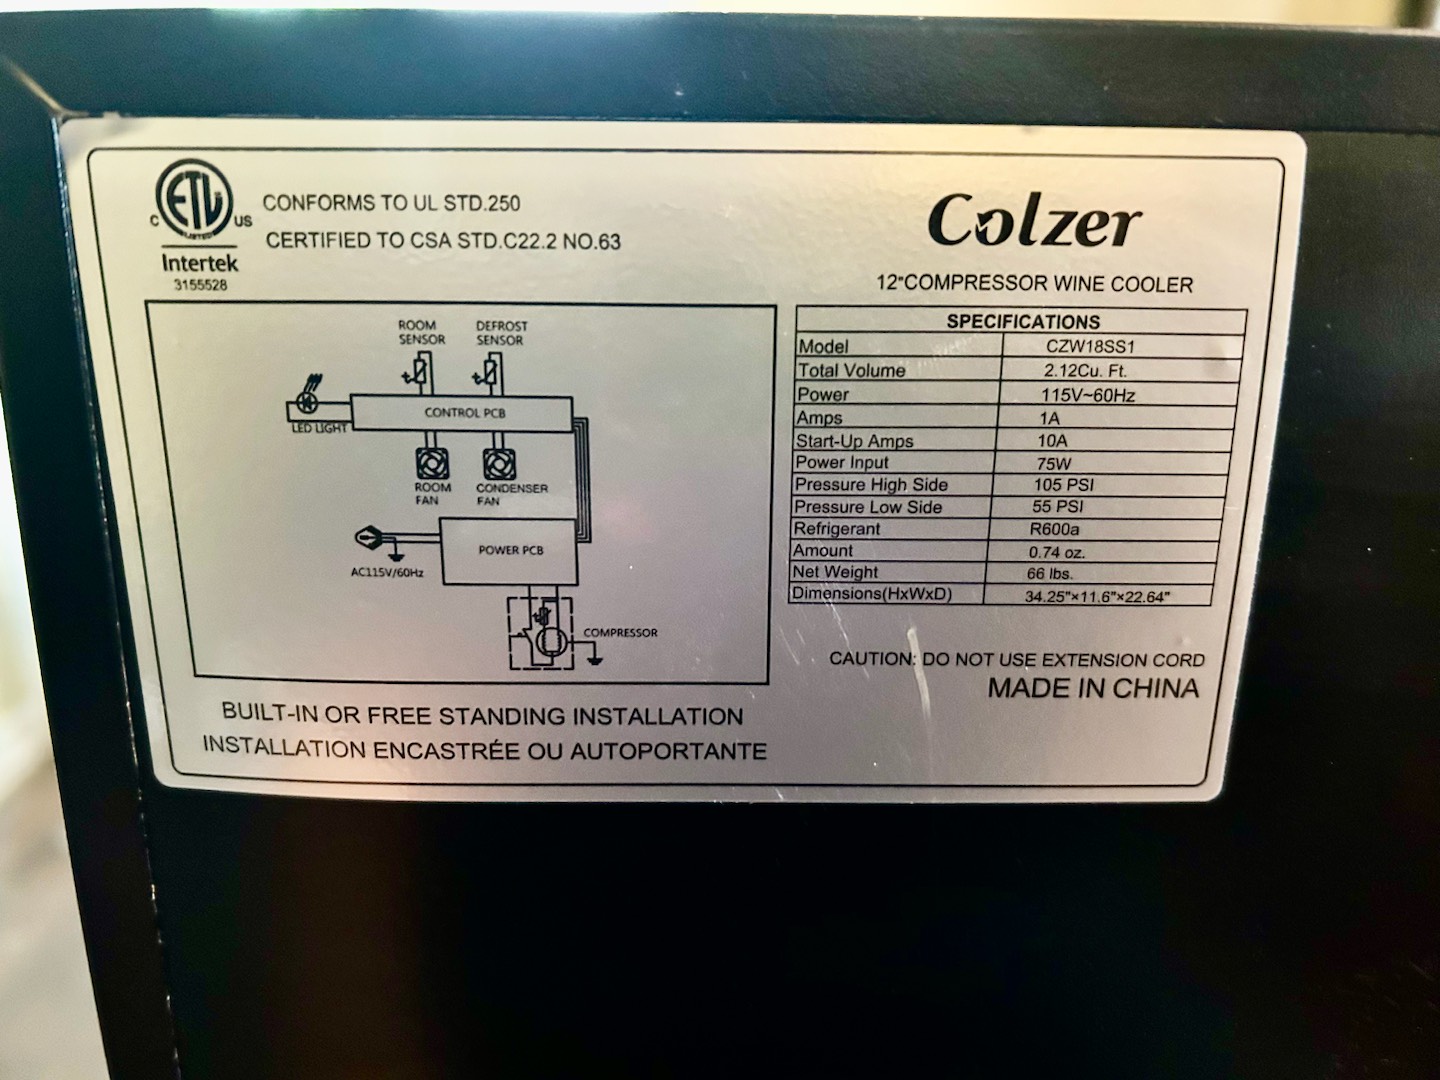 C ETL US
LISTED
Intertek
3155528
CONFORMS TO UL STD.250
CERTIFIED TO CSA STD.C22.2 NO.63
ROOM
SENSOR
DEFROST
SENSOR
LED LIGHT
CONTROL PCB
ROOM
FAN
CONDENSER
FAN
AC115V/60Hz
POWER PCB
COMPRESSOR
BUILT-IN OR FREE STANDING INSTALLATION
INSTALLATION ENCASTRÉE OU AUTOPORTANTE
Colzer
12"COMPRESSOR WINE COOLER
SPECIFICATIONS
Model CZW18SS1
Total Volume 2.12Cu. Ft.
Power 115V~60Hz
Amps 1A
Start-Up Amps 10A
Power Input 75W
Pressure High Side 105 PSI
Pressure Low Side 55 PSI
Refrigerant R600a
Amount 0.74 oz.
Net Weight 66 lbs.
Dimensions(HxWxD) 34.25"×11.6"×22.64"
CAUTION: DO NOT USE EXTENSION CORD
MADE IN CHINA